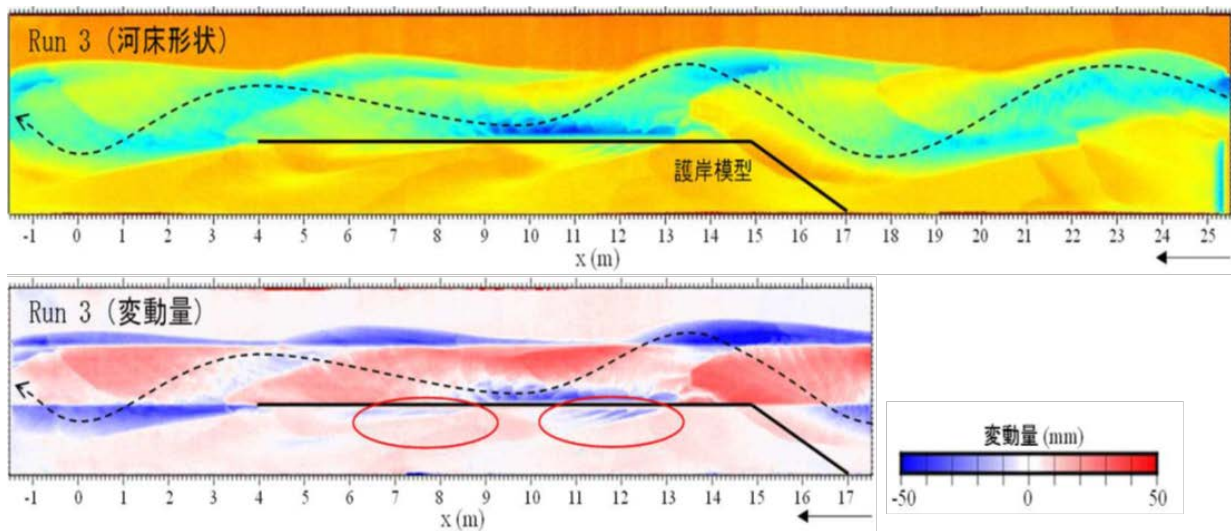 Run 3（河床形状）
護岸模型
-1 0 1 2 3 4 5 6 7 8 9 10 11 12 13 14 15 16 17 18 19 20 21 22 23 24 25
x (m)
Run 3（変動量）
-1 0 1 2 3 4 5 6 7 8 9 10 11 12 13 14 15 16 17
x (m)
変動量 (mm)
-50 0 50